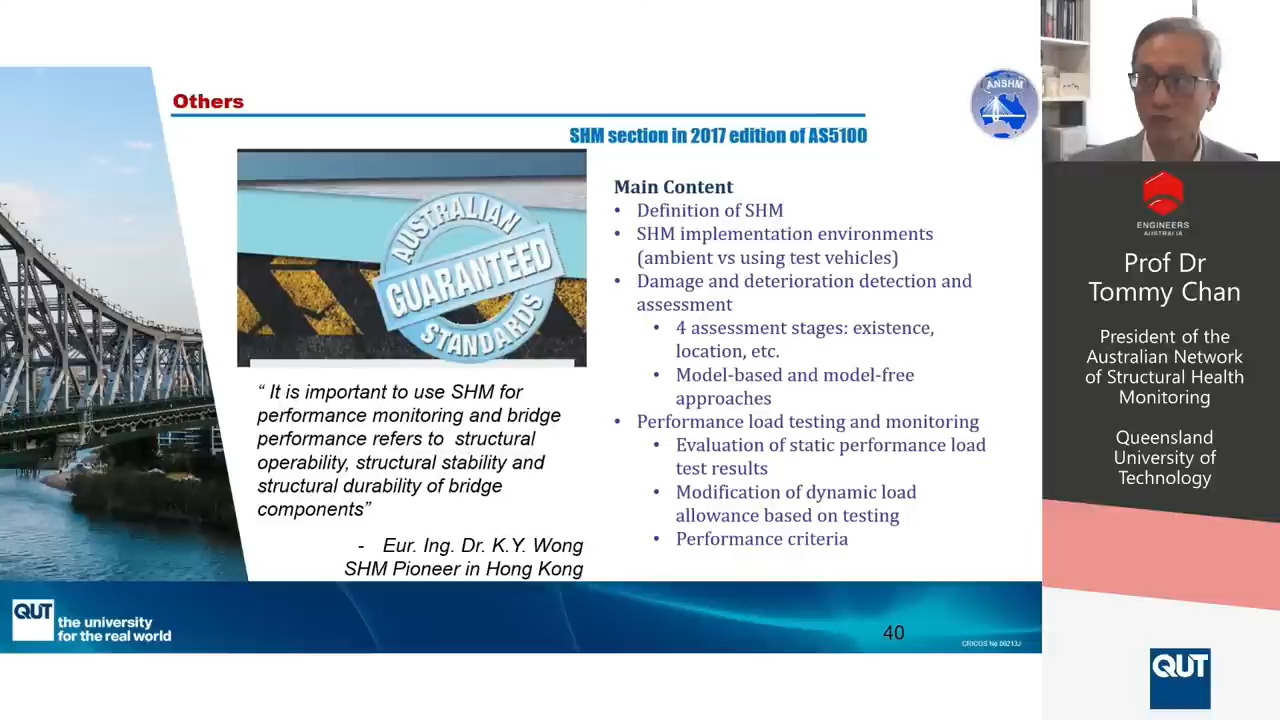 Others
ANSHM
SHM section in 2017 edition of AS5100
AUSTRALIAN
GUARANTEED
STANDARDS
“ It is important to use SHM for
performance monitoring and bridge
performance refers to structural
operability, structural stability and
structural durability of bridge
components”
- Eur. Ing. Dr. K.Y. Wong
SHM Pioneer in Hong Kong
Main Content
• Definition of SHM
• SHM implementation environments
(ambient vs using test vehicles)
• Damage and deterioration detection and
assessment
• 4 assessment stages: existence,
location, etc.
• Model-based and model-free
approaches
• Performance load testing and monitoring
• Evaluation of static performance load
test results
• Modification of dynamic load
allowance based on testing
• Performance criteria
QUT
the university
for the real world
40
CRICOS No 00213J
ENGINEERS
AUSTRALIA
Prof Dr
Tommy Chan
President of the
Australian Network
of Structural Health
Monitoring
Queensland
University of
Technology
QUT